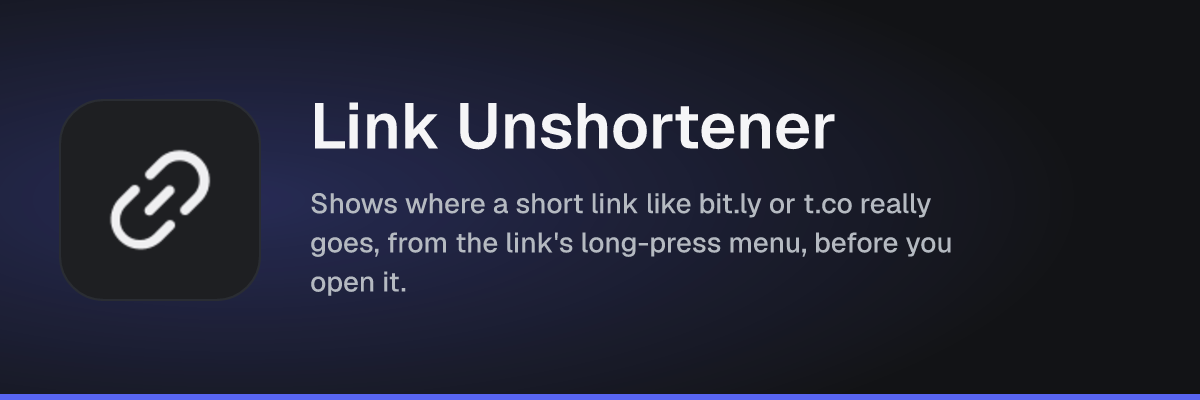 Link Unshortener
Shows where a short link like bit.ly or t.co really
goes, from the link's long-press menu, before you
open it.